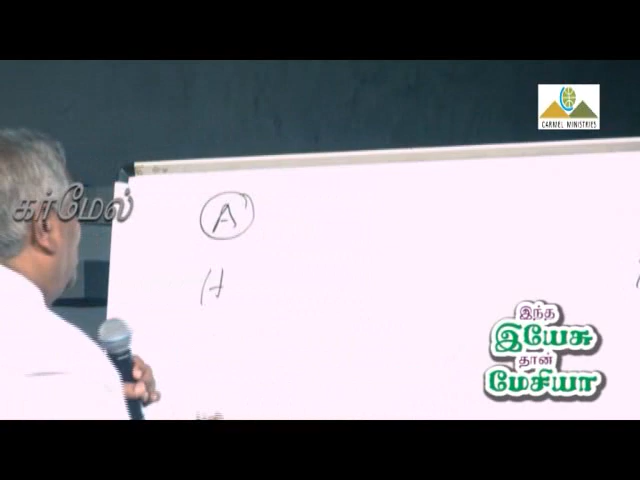 CARMEL MINISTRIES
கர்மேல்
A
H
இந்த
இயேசு
தான்
மேசியா